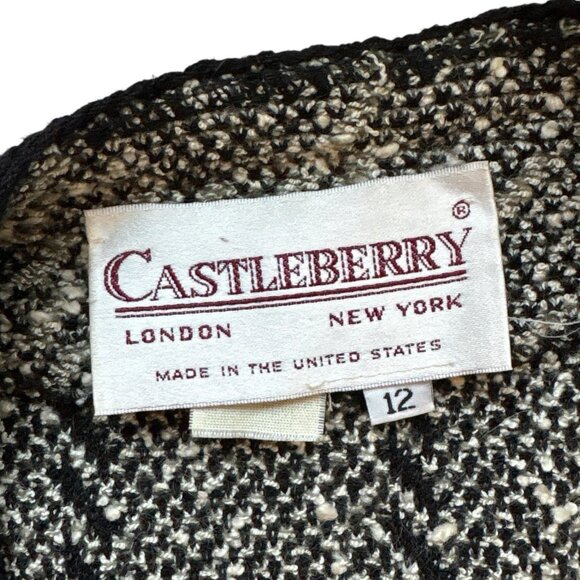 ®
CASTLEBERRY
LONDON NEW YORK
MADE IN THE UNITED STATES
12